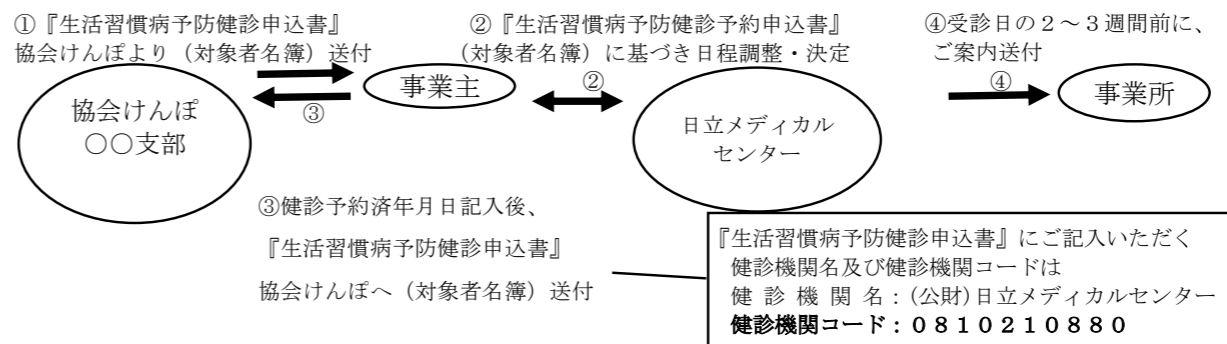 ①『生活習慣病予防健診申込書』
協会けんぽより（対象者名簿）送付
②『生活習慣病予防健診予約申込書』
（対象者名簿）に基づき日程調整・決定
④受診日の２～３週間前に、
ご案内送付
協会けんぽ
○○支部
③
事業主
②
日立メディカル
センター
④
事業所
③健診予約済年月日記入後、
『生活習慣病予防健診申込書』
協会けんぽへ（対象者名簿）送付
『生活習慣病予防健診申込書』にご記入いただく
健診機関名及び健診機関コードは
健 診 機 関 名：(公財)日立メディカルセンター
健診機関コード：０８１０２１０８８０